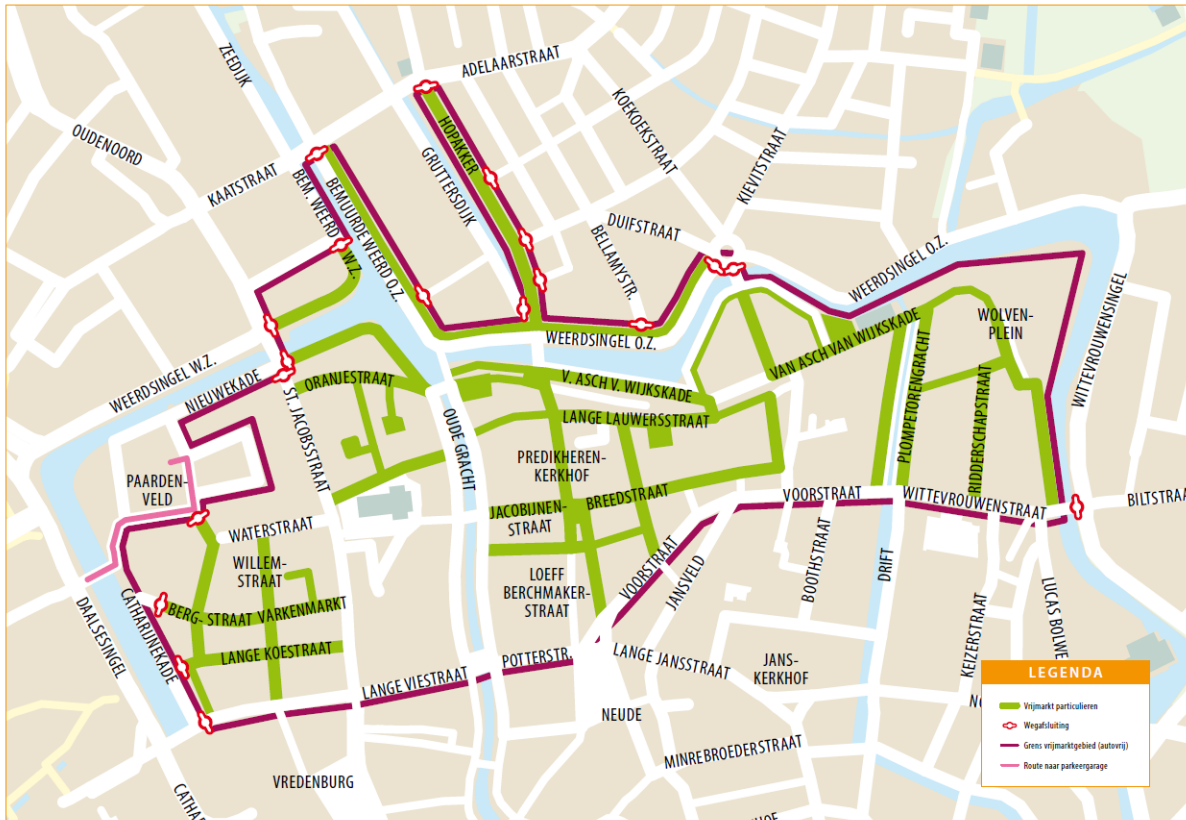 ZEEDIJK
ADELAARSTRAAT
KOEKOEKSTRAAT
KIEVITSTRAAT
OUDENOORD
KAATSTRAAT
HOPAKKER
GRUTTERSDIJK
BEM. WEERD W.Z.
BEMUURDE WEERD O.Z.
DUIFSTRAAT
BELLAMYSTR.
WEERDSINGEL O.Z.
WEERDSINGEL O.Z.
WITTEVROUWENSINGEL
WOLVEN-
PLEIN
VAN ASCH VAN WIJKSKADE
PLOMPETORENGRACHT
RIDDERSCHAPSTRAAT
WEERDSINGEL W.Z.
NIEUWEKADE
ORANJESTRAAT
ST. JACOBSSTRAAT
OUDE GRACHT
V. ASCH V. WIJKSKADE
LANGE LAUWERSSTRAAT
PREDIKHEREN-
KERKHOF
PAARDEN-
VELD
WATERSTRAAT
JACOBIJNEN-
STRAAT
BREEDSTRAAT
VOORSTRAAT
WITTEVROUWENSTRAAT
BILTSTRAA
WILLEM-
STRAAT
LOEFF
BERCHMAKER-
STRAAT
VOORSTRAAT
JANSVELD
BOOTHSTRAAT
DRIFT
KEIZERSTRAAT
LUCAS BOLWE
DAALSESINGEL
CATHARIJNEKADE
BERG- STRAAT VARKENMARKT
LANGE KOESTRAAT
LANGE VIESTRAAT
POTTERSTR.
LANGE JANSSTRAAT
JANS-
KERKHOF
NEUDE
MINREBROEDERSTRAAT
VREDENBURG
LEGENDA
Vrijmarkt particulieren
Wegafsluiting
Grens vrijmarktgebied (autovrij)
Route naar parkeergarage